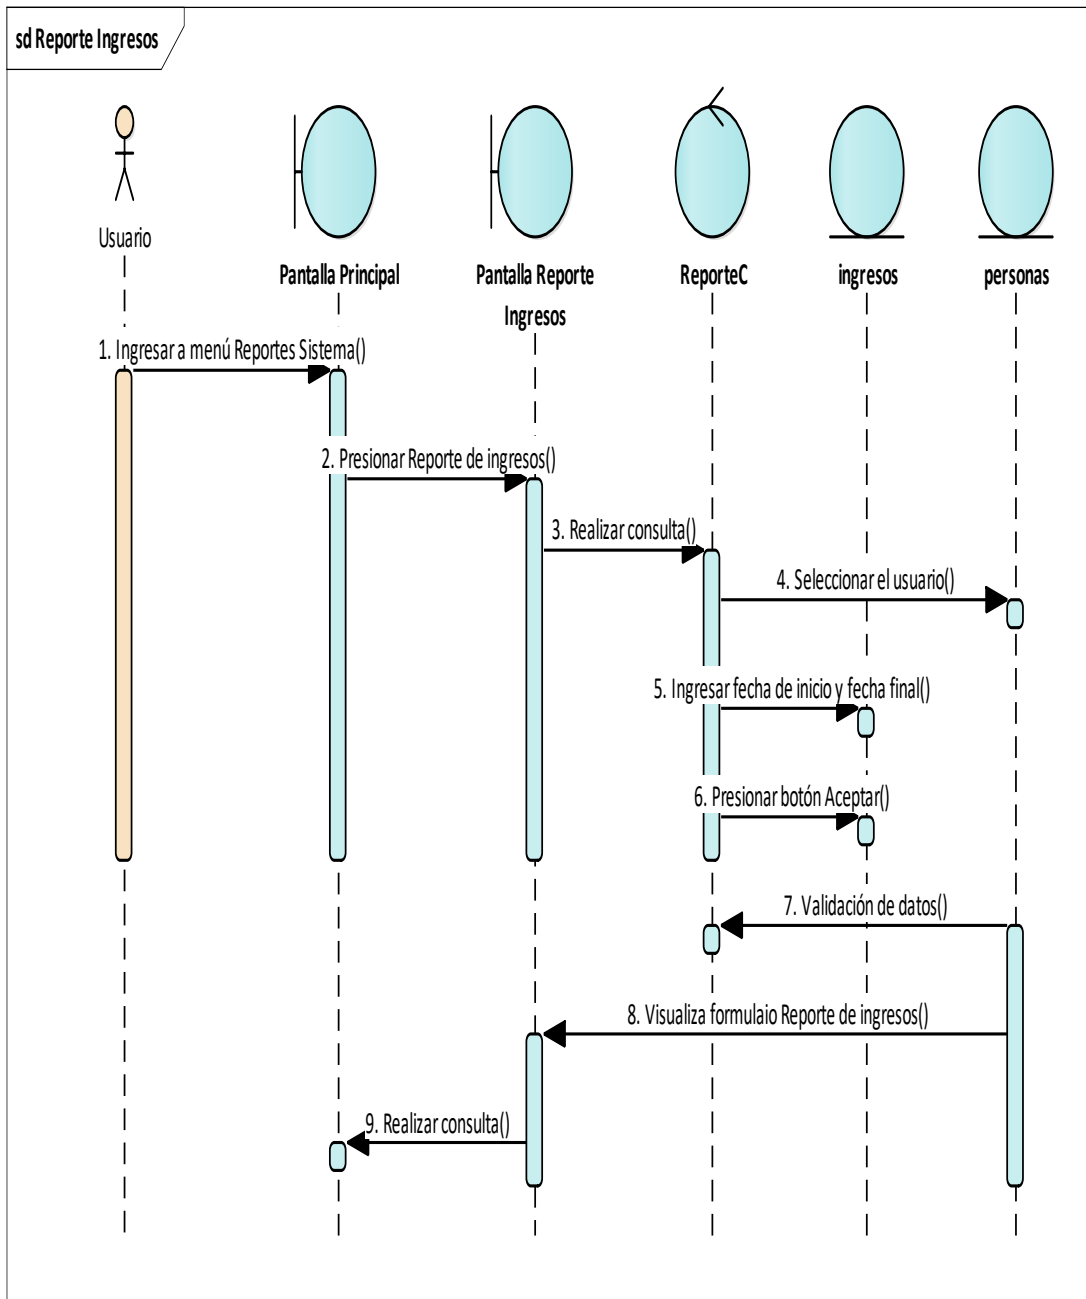 sd Reporte Ingresos
Usuario
Pantalla Principal
Pantalla Reporte
Ingresos
ReporteC
ingresos
personas
1. Ingresar a menú Reportes Sistema()
2. Presionar Reporte de ingresos()
3. Realizar consulta()
4. Seleccionar el usuario()
5. Ingresar fecha de inicio y fecha final()
6. Presionar botón Aceptar()
7. Validación de datos()
8. Visualiza formulaio Reporte de ingresos()
9. Realizar consulta()